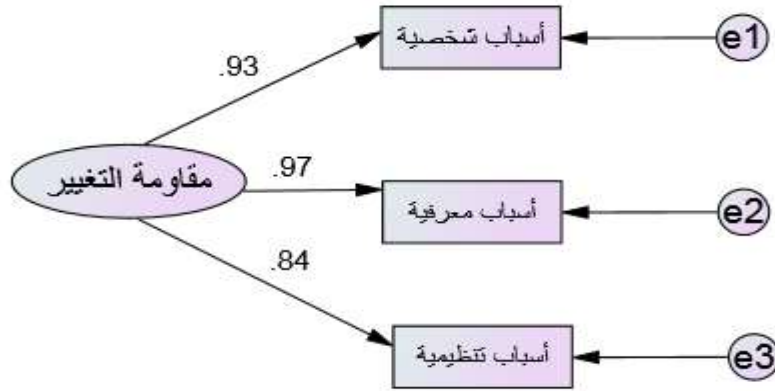 أسباب شخصية
e1
.93
مقاومة التغيير
.97
أسباب معرفية
e2
.84
أسباب تنظيمية
e3